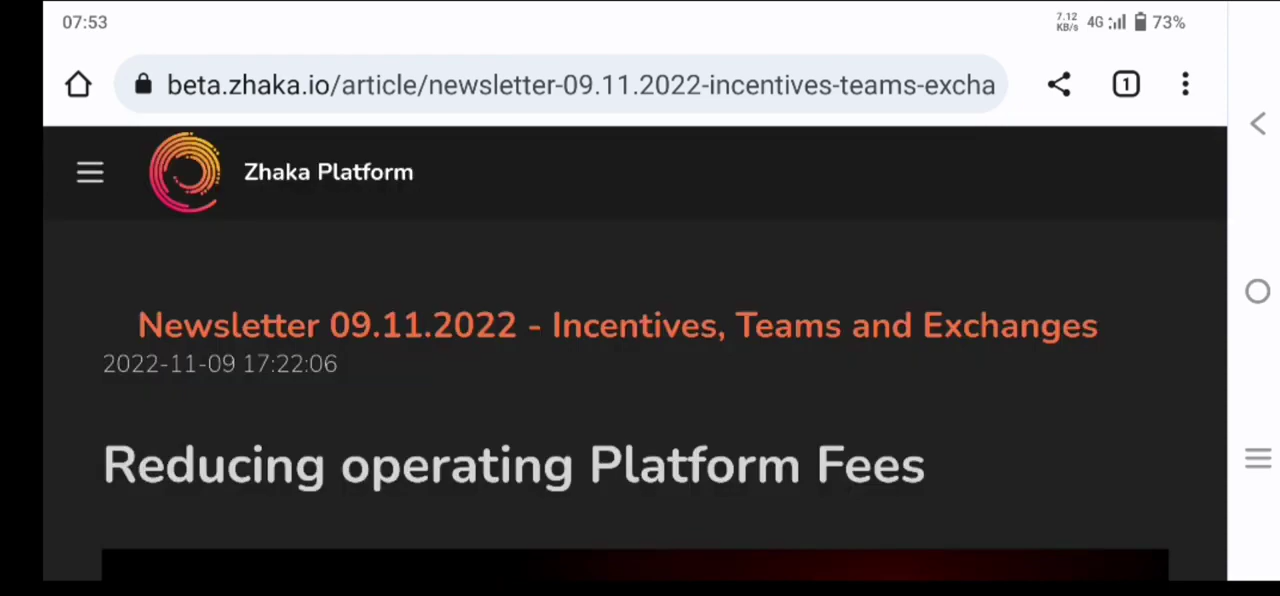 07:53
7.12 KB/s 4G 73%
beta.zhaka.io/article/newsletter-09.11.2022-incentives-teams-excha
1
Zhaka Platform
Newsletter 09.11.2022 - Incentives, Teams and Exchanges
2022-11-09 17:22:06
Reducing operating Platform Fees